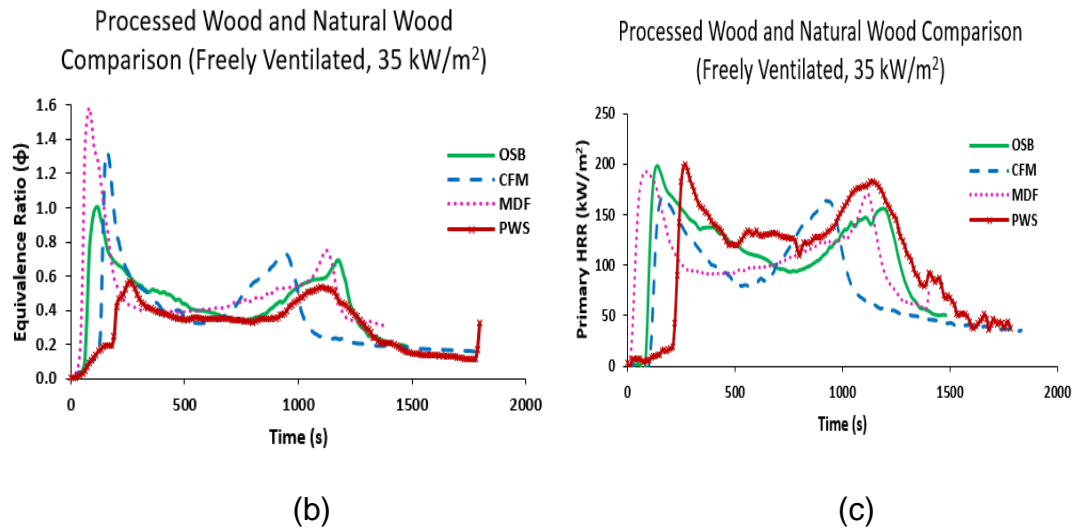 Processed Wood and Natural Wood
Comparison (Freely Ventilated, 35 kW/m²)
Equivalence Ratio (ϕ)
1.6
1.4
1.2
1.0
0.8
0.6
0.4
0.2
0.0
0
500
1000
1500
2000
Time (s)
OSB
CFM
MDF
PWS
(b)
Processed Wood and Natural Wood Comparison
(Freely Ventilated, 35 kW/m²)
Primary HRR (kW/m²)
250
200
150
100
50
0
0
500
1000
1500
2000
Time (s)
OSB
CFM
MDF
PWS
(c)